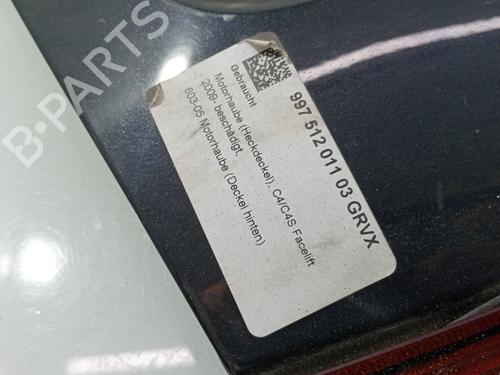 B-PARTS
997 512 011 03 GRVX
Gebraucht
Motorhaube (Heckdeckel), C4/C4S Facelift
2009- beschädigt,
803-05 Motorhaube (Deckel hinten)